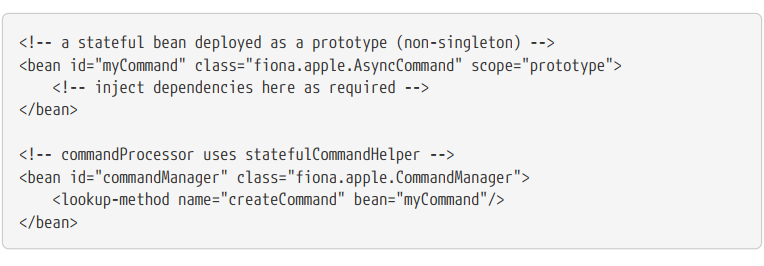 <!-- a stateful bean deployed as a prototype (non-singleton) -->
<bean id="myCommand" class="fiona.apple.AsyncCommand" scope="prototype">
    <!-- inject dependencies here as required -->
</bean>

<!-- commandProcessor uses statefulCommandHelper -->
<bean id="commandManager" class="fiona.apple.CommandManager">
    <lookup-method name="createCommand" bean="myCommand"/>
</bean>